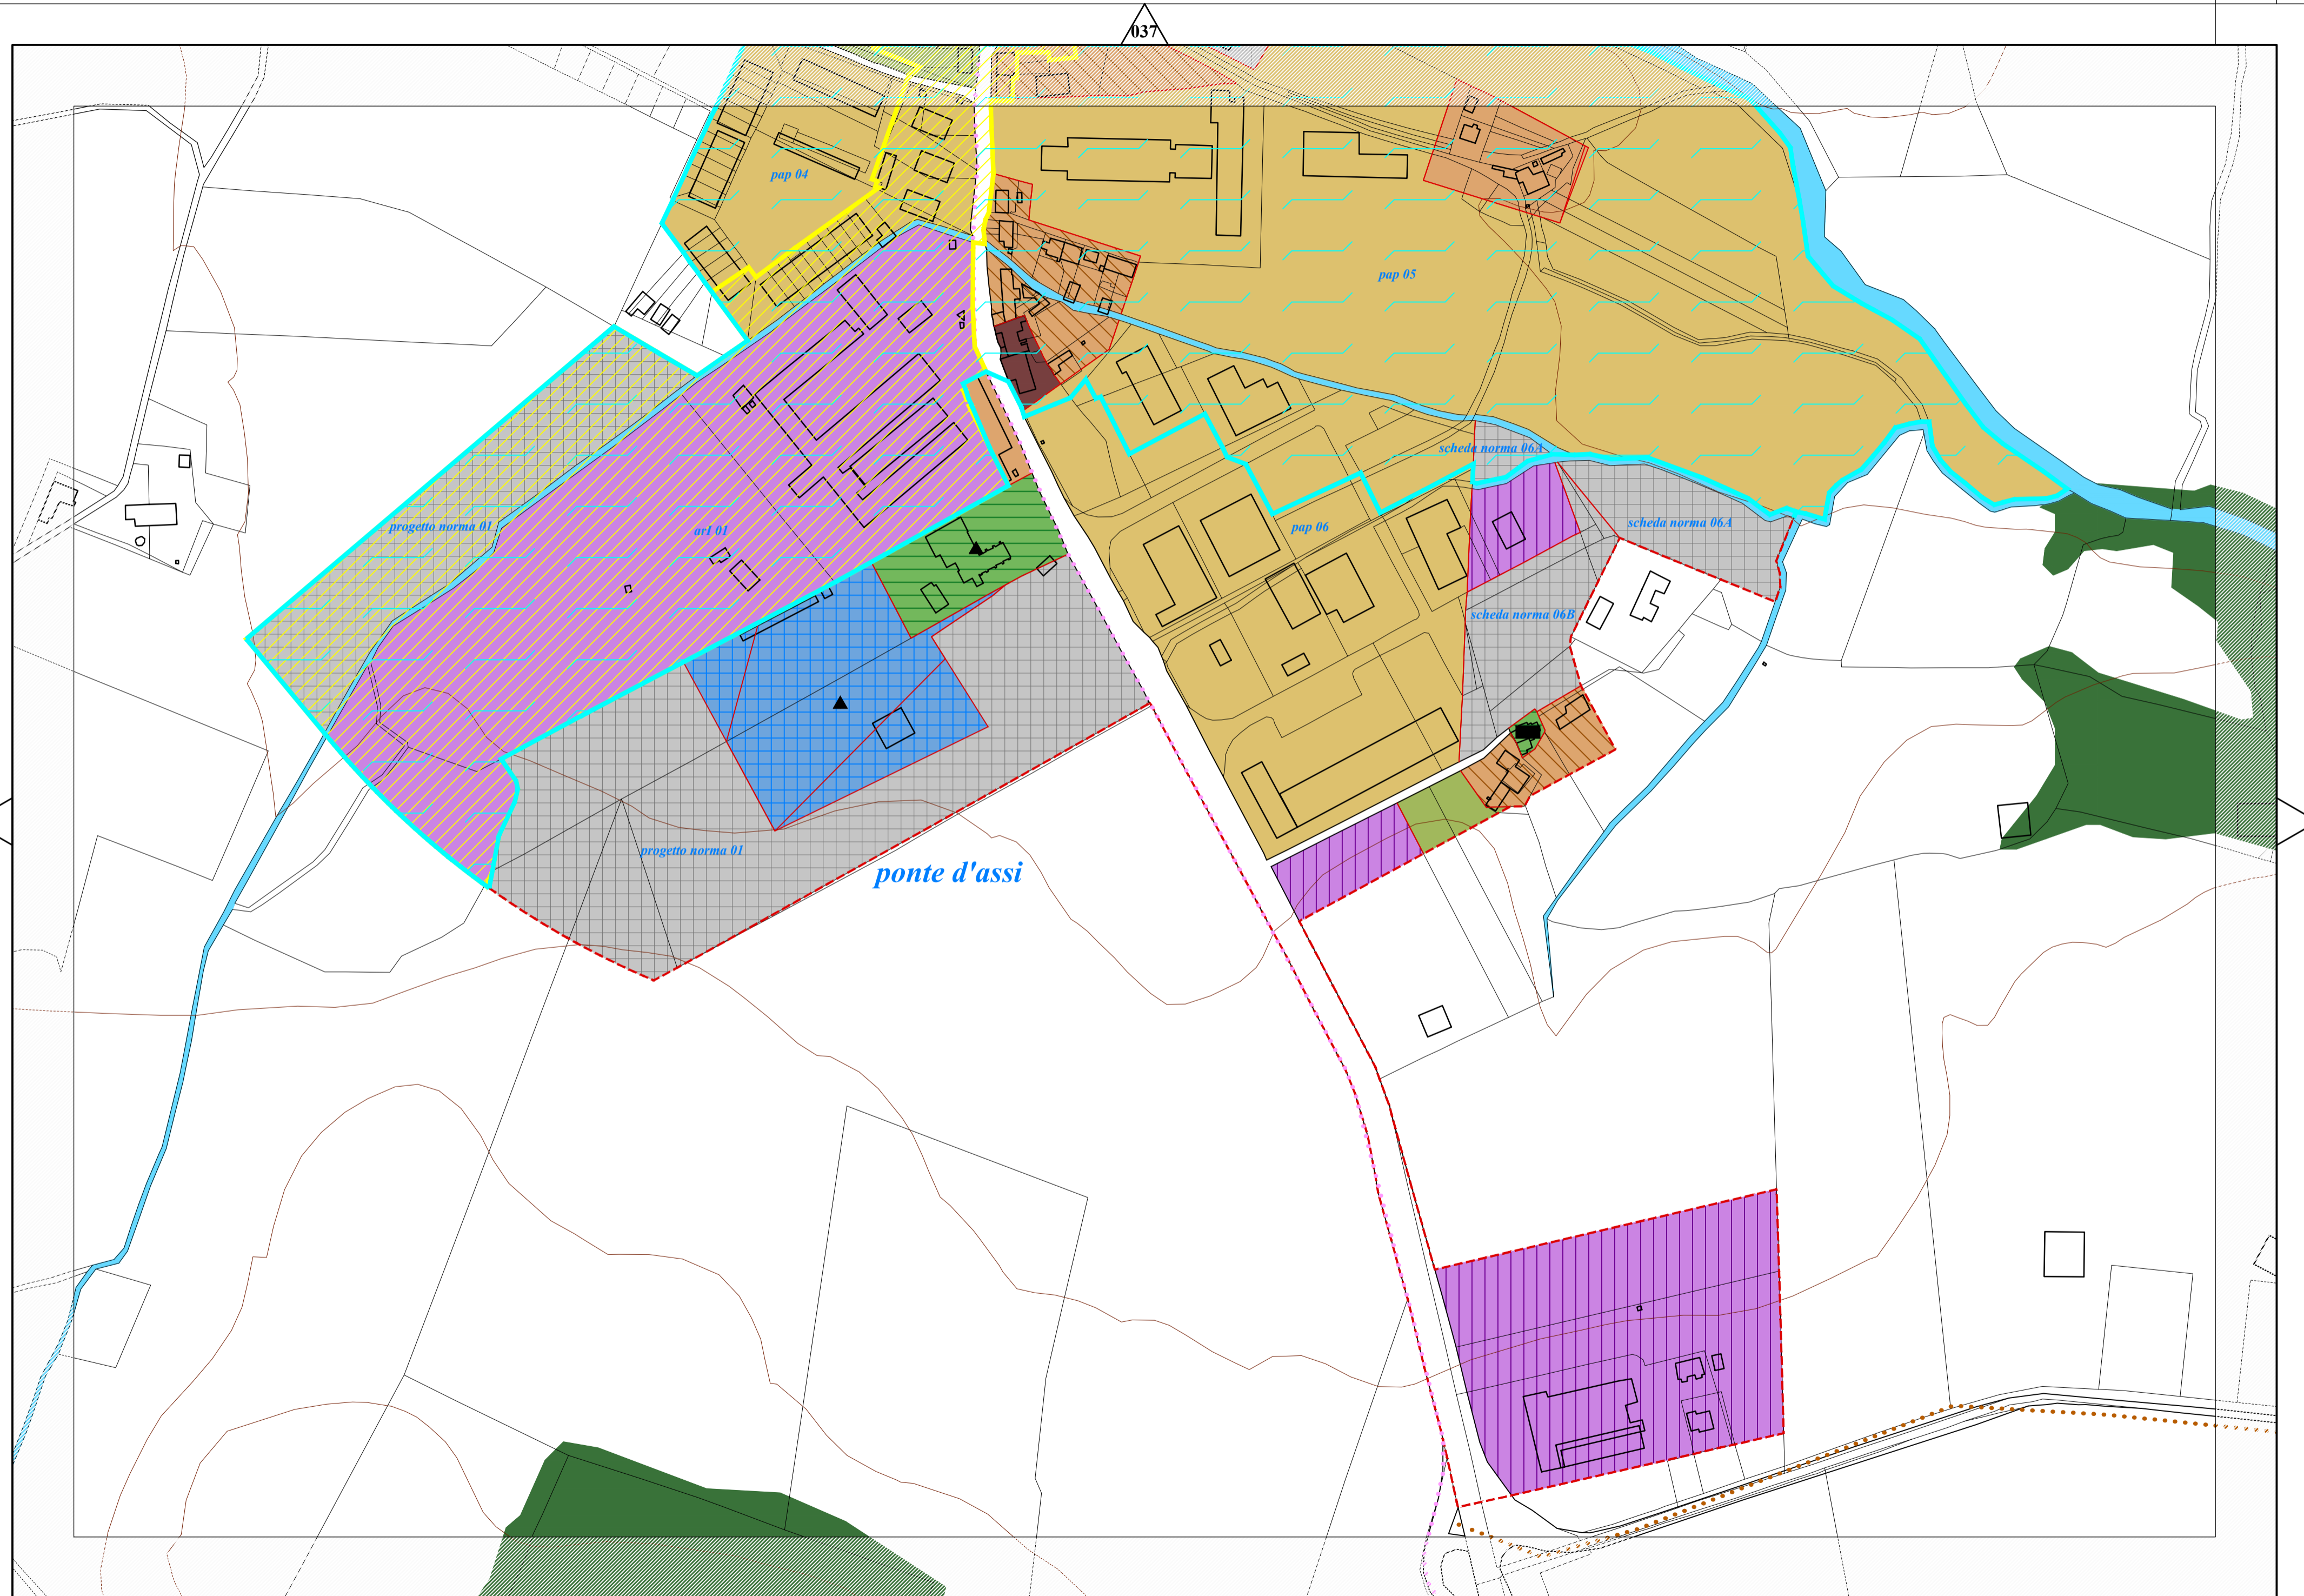 037
pap 04
pap 05
scheda norma 06A
progetto norma 01
arI 01
pap 06
scheda norma 06A
scheda norma 06B
progetto norma 01
ponte d'assi